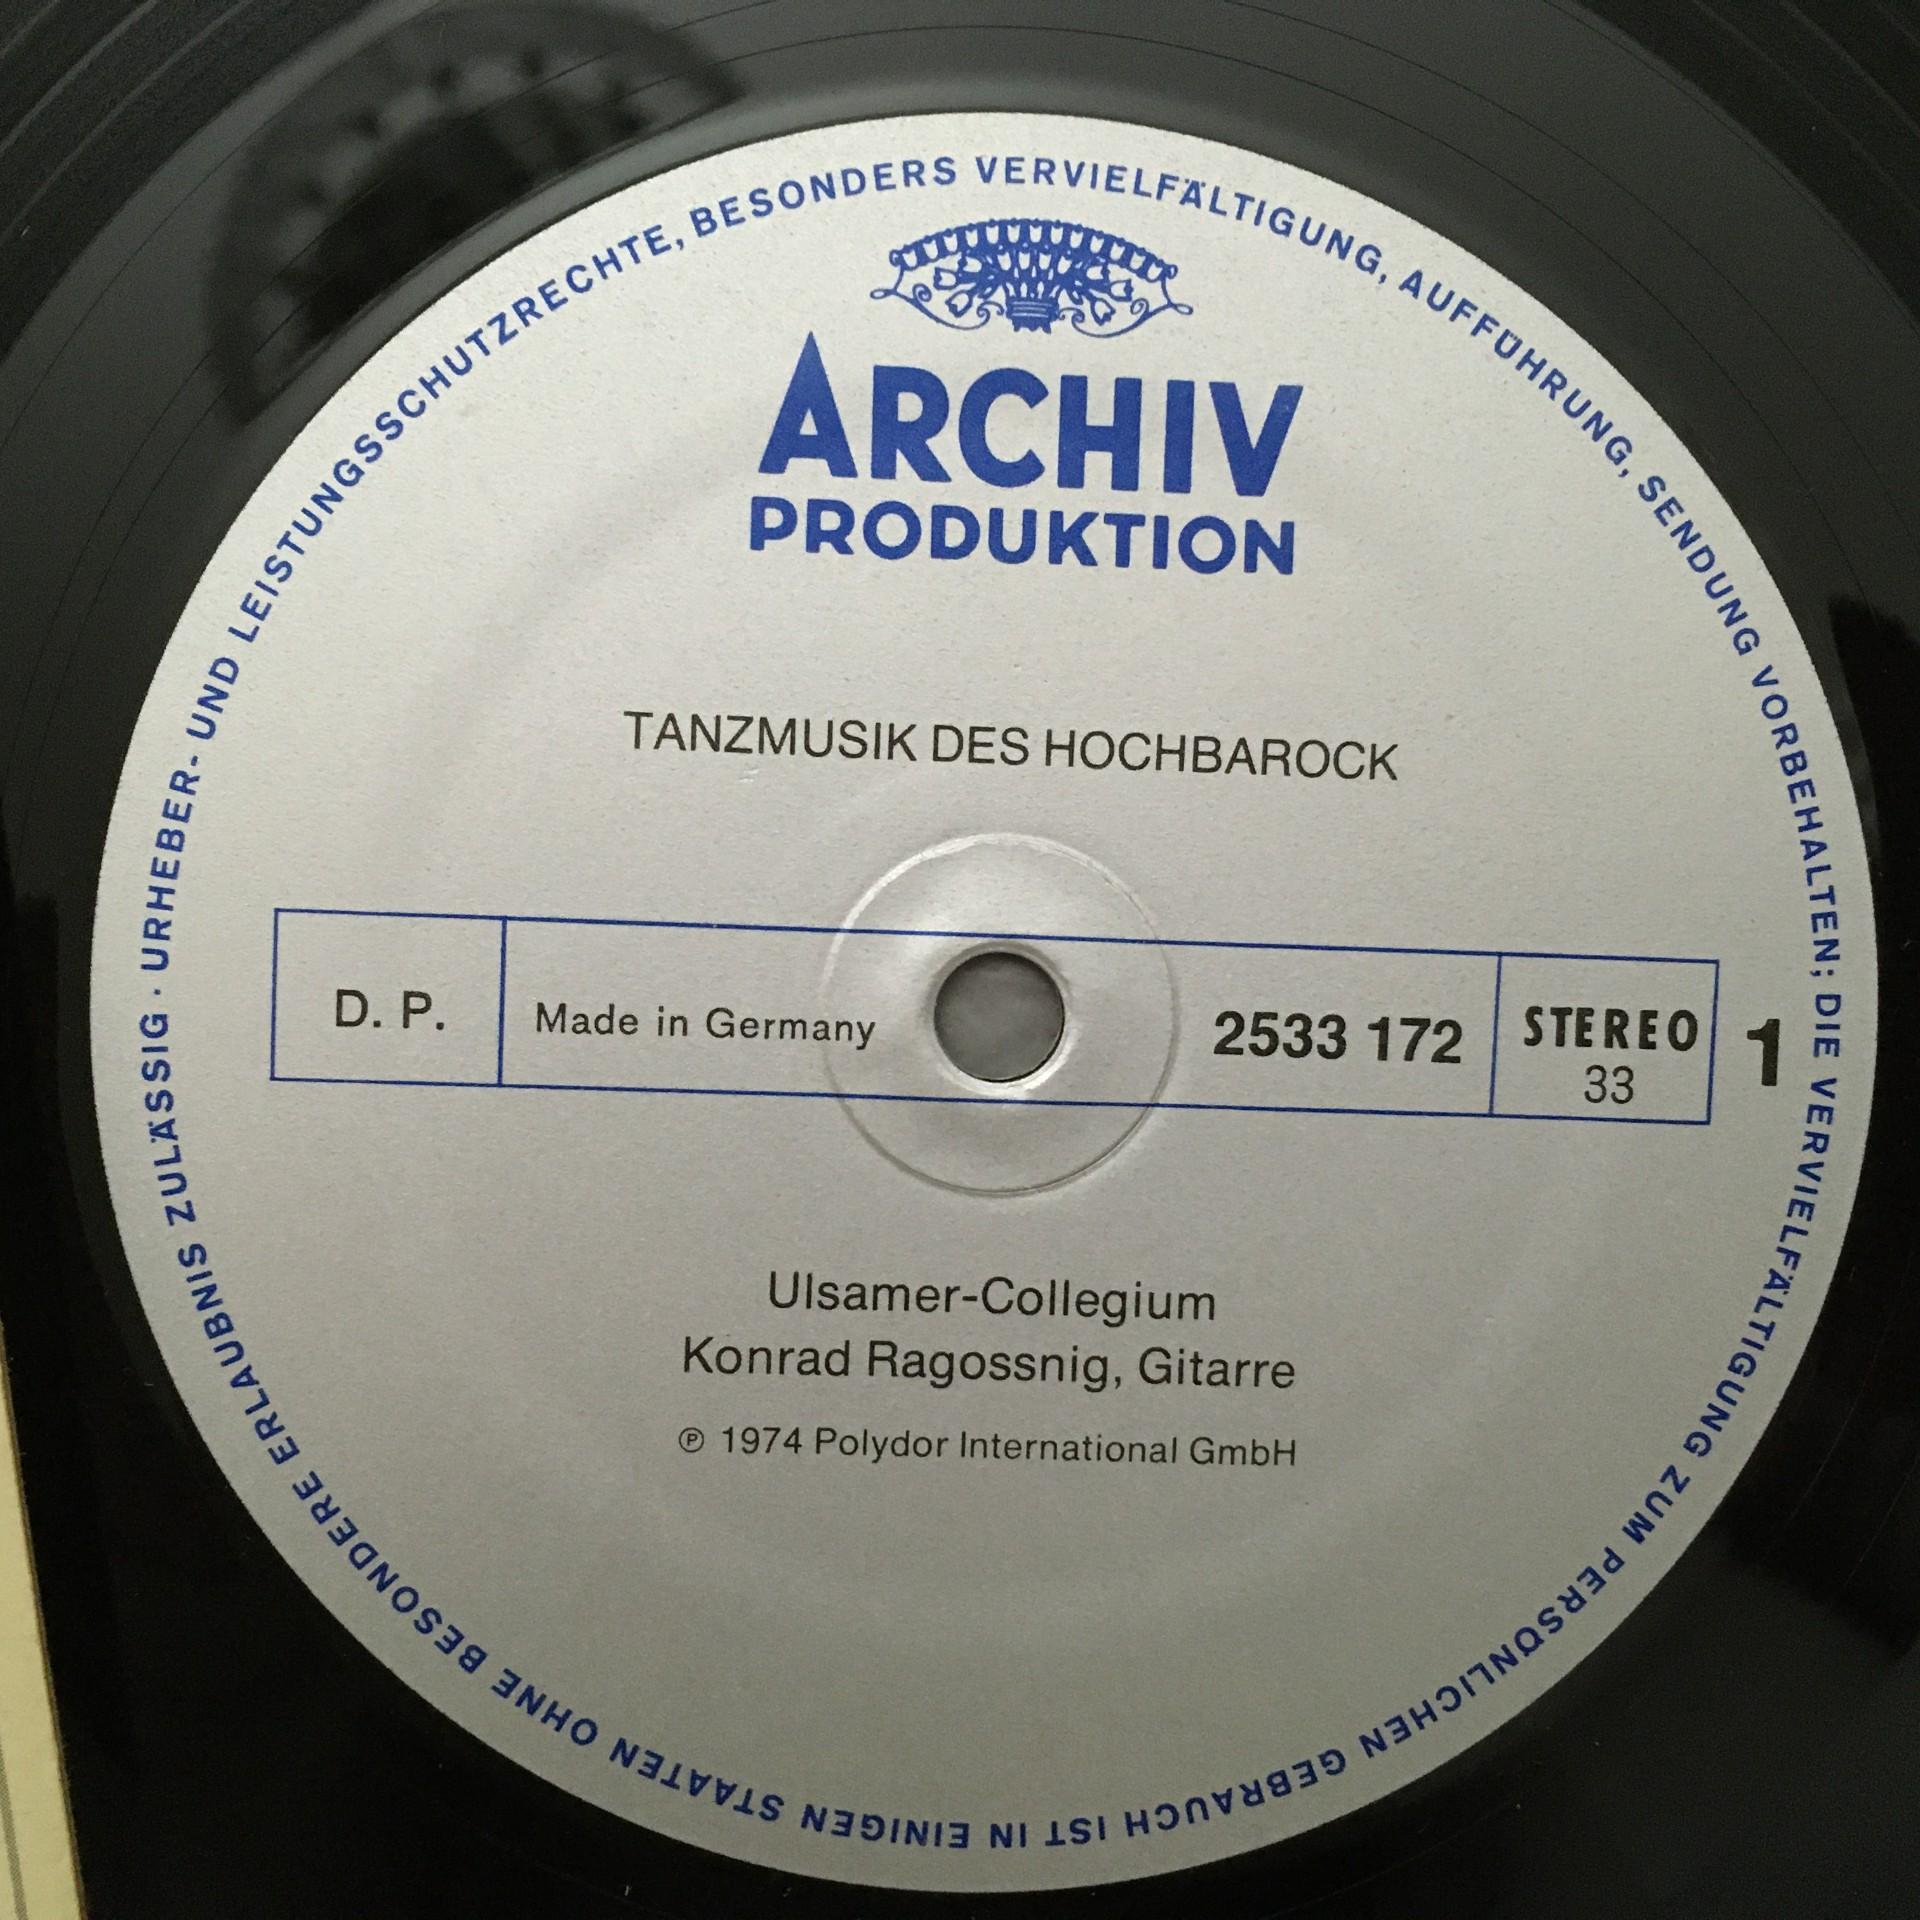 URHEBER- UND LEISTUNGSSCHUTZRECHTE, BESONDERS VERVIELFÄLTIGUNG, AUFFÜHRUNG, SENDUNG VORBEHALTEN; DIE VERVIELFÄLTIGUNG ZUM PERSÖNLICHEN GEBRAUCH IST IN EINIGEN STAATEN OHNE BESONDERE ERLAUBNIS ZULÄSSIG ·
ARCHIV
PRODUKTION
TANZMUSIK DES HOCHBAROCK
D. P. Made in Germany 2533 172 STEREO 1
33
Ulsamer-Collegium
Konrad Ragossnig, Gitarre
℗ 1974 Polydor International GmbH